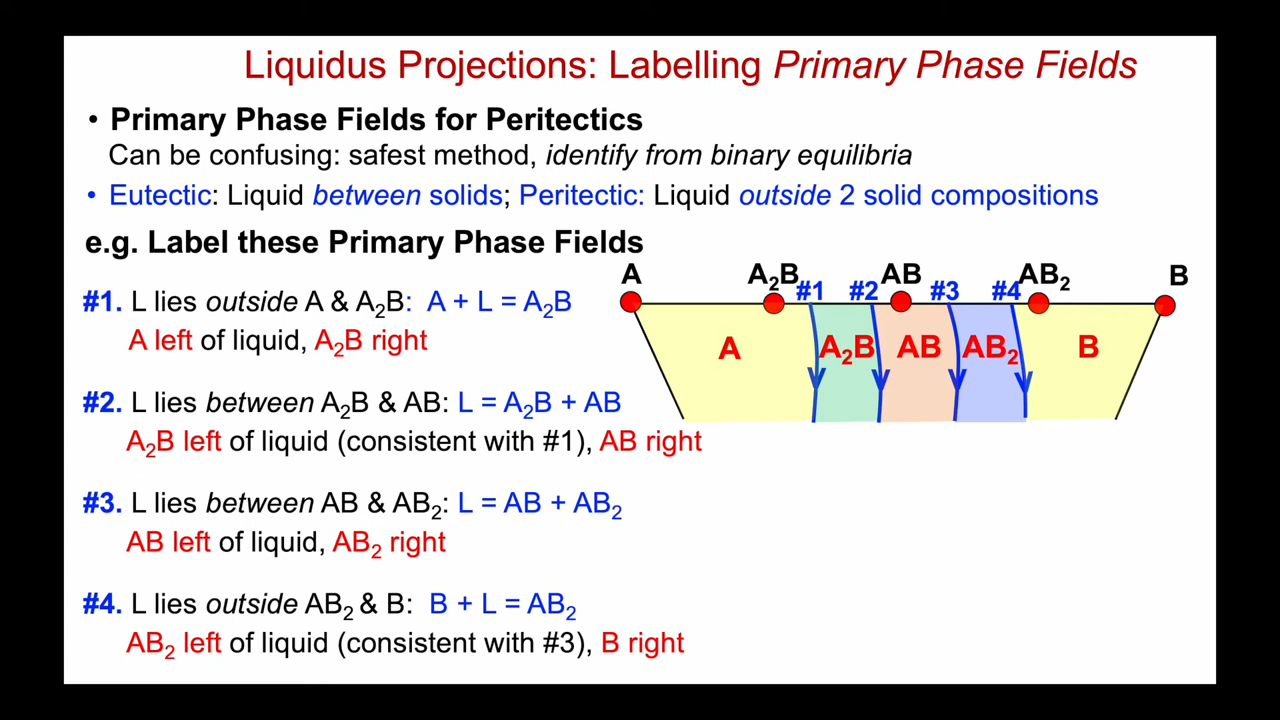 Liquidus Projections: Labelling Primary Phase Fields
• Primary Phase Fields for Peritectics
Can be confusing: safest method, identify from binary equilibria
• Eutectic: Liquid between solids; Peritectic: Liquid outside 2 solid compositions
e.g. Label these Primary Phase Fields
#1. L lies outside A & A₂B: A + L = A₂B
A left of liquid, A₂B right
#2. L lies between A₂B & AB: L = A₂B + AB
A₂B left of liquid (consistent with #1), AB right
#3. L lies between AB & AB₂: L = AB + AB₂
AB left of liquid, AB₂ right
#4. L lies outside AB₂ & B: B + L = AB₂
AB₂ left of liquid (consistent with #3), B right
A A₂B AB AB₂ B
#1 #2 #3 #4
A A₂B AB AB₂ B